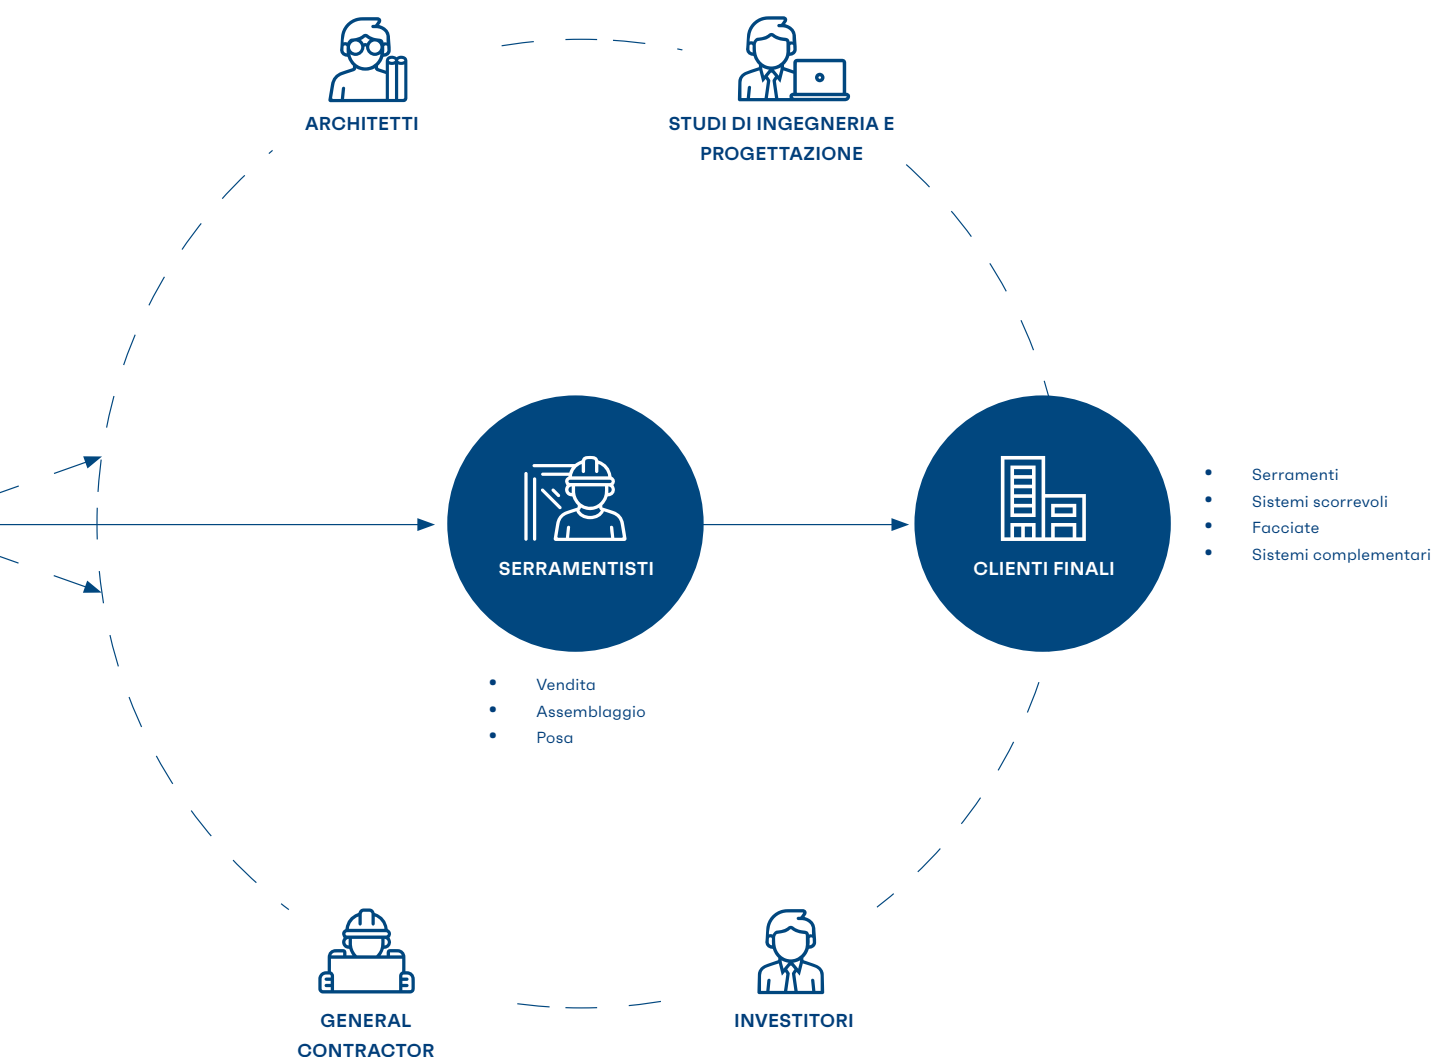 ARCHITETTI
STUDI DI INGEGNERIA E
PROGETTAZIONE
SERRAMENTISTI
• Vendita
• Assemblaggio
• Posa
CLIENTI FINALI
• Serramenti
• Sistemi scorrevoli
• Facciate
• Sistemi complementari
GENERAL
CONTRACTOR
INVESTITORI